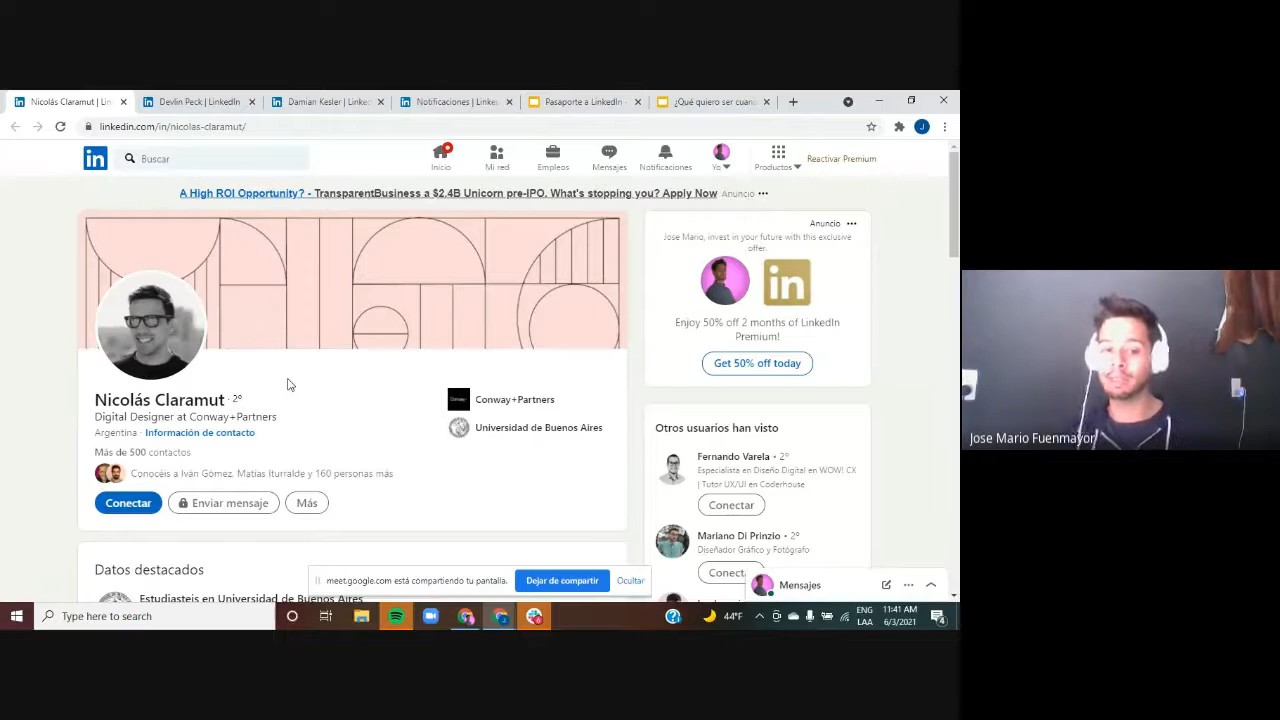 Nicolás Claramut | Lin
Devlin Peck | LinkedIn
Damian Kesler | Linke
Notificaciones | Linke
Pasaporte a LinkedIn -
¿Qué quiero ser cuan
linkedin.com/in/nicolas-claramut/
J
in
Buscar
Inicio
Mi red
Empleos
Mensajes
Notificaciones
Yo
Productos
Reactivar Premium
A High ROI Opportunity? - TransparentBusiness a $2,4B Unicorn pre-IPO. What's stopping you? Apply Now
Anuncio
Nicolás Claramut · 2º
Digital Designer at Conway+Partners
Argentina · Información de contacto
Más de 500 contactos
Conocés a Iván Gómez, Matías Iturralde y 160 personas más
Conectar
Enviar mensaje
Más
Conway+Partners
Universidad de Buenos Aires
Datos destacados
Estudiasteis en Universidad de Buenos Aires
Anuncio
Jose Mario, invest in your future with this exclusive
offer.
in
Enjoy 50% off 2 months of LinkedIn
Premium!
Get 50% off today
Otros usuarios han visto
Fernando Varela • 2º
Especialista en Diseño Digital en WOW! CX
| Tutor UX/UI en Coderhouse
Conectar
Mariano Di Prinzio • 2º
Diseñador Gráfico y Fotógrafo
Conecta
Mensajes
meet.google.com está compartiendo tu pantalla.
Dejar de compartir
Ocultar
Type here to search
44°F
ENG
LAA
11:41 AM
6/3/2021
4
Jose Mario Fuenmayor